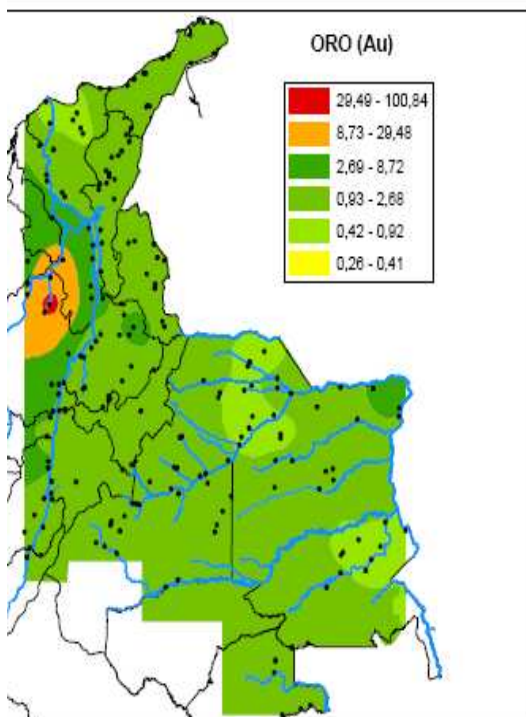 ORO (Au)
29,49 - 100,84
8,73 - 29,48
2,69 - 8,72
0,93 - 2,68
0,42 - 0,92
0,26 - 0,41